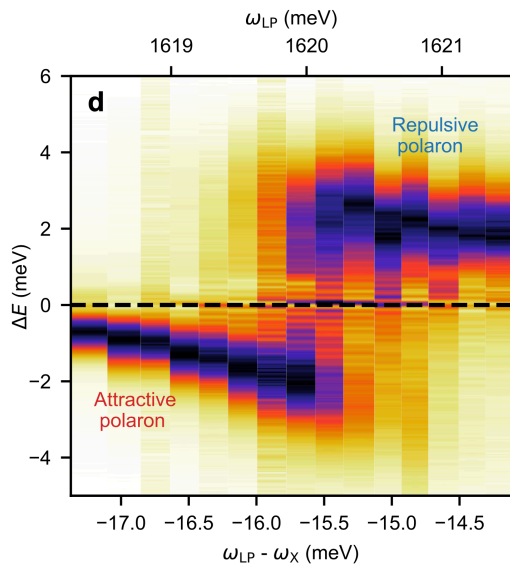 ω_LP (meV)
1619 1620 1621
d
6
4
2
0
−2
−4
ΔE (meV)
Repulsive
polaron
Attractive
polaron
−17.0 −16.5 −16.0 −15.5 −15.0 −14.5
ω_LP - ω_X (meV)